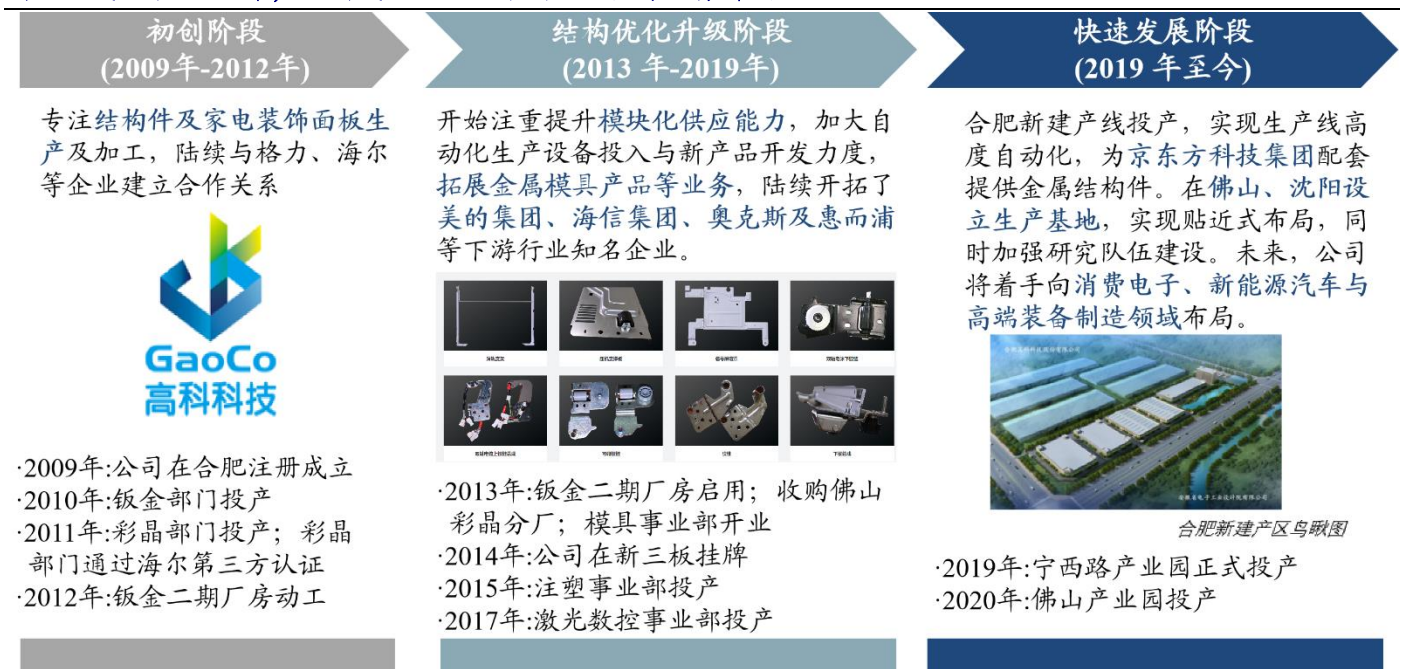 初创阶段
(2009年-2012年)
专注结构件及家电装饰面板生
产及加工，陆续与格力、海尔
等企业建立合作关系
GaoCo
高科科技
·2009年:公司在合肥注册成立
·2010年:钣金部门投产
·2011年:彩晶部门投产；彩晶
部门通过海尔第三方认证
·2012年:钣金二期厂房动工
结构优化升级阶段
(2013 年-2019年)
开始注重提升模块化供应能力，加大自
动化生产设备投入与新产品开发力度，
拓展金属模具产品等业务，陆续开拓了
美的集团、海信集团、奥克斯及惠而浦
等下游行业知名企业。
·2013年:钣金二期厂房启用；收购佛山
彩晶分厂；模具事业部开业
·2014年:公司在新三板挂牌
·2015年:注塑事业部投产
·2017年:激光数控事业部投产
快速发展阶段
(2019 年至今)
合肥新建产线投产，实现生产线高
度自动化，为京东方科技集团配套
提供金属结构件。在佛山、沈阳设
立生产基地，实现贴近式布局，同
时加强研究队伍建设。未来，公司
将着手向消费电子、新能源汽车与
高端装备制造领域布局。
合肥新建产区鸟瞰图
·2019年:宁西路产业园正式投产
·2020年:佛山产业园投产